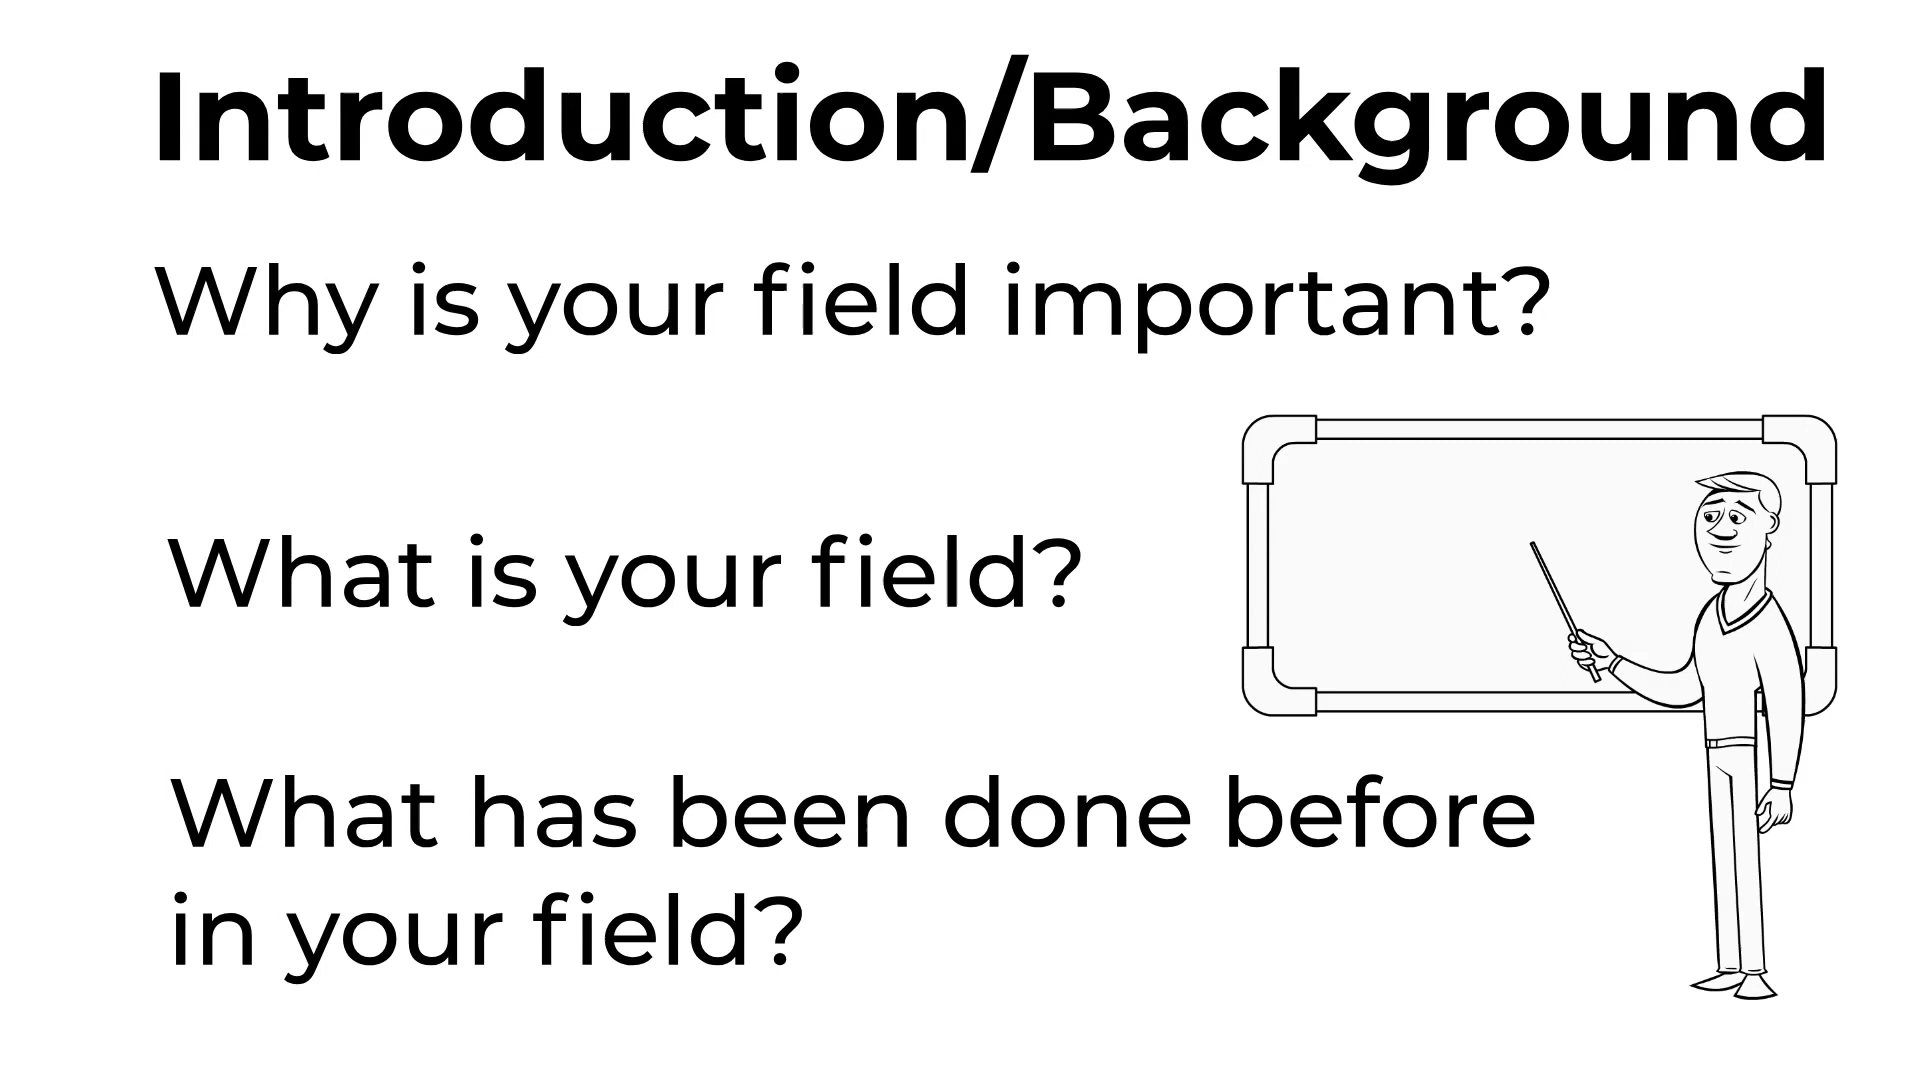 Introduction/Background
Why is your field important?
What is your field?
What has been done before
in your field?